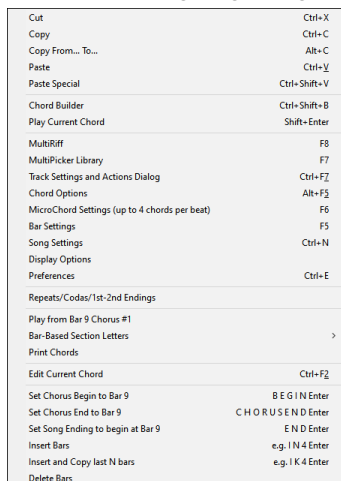 Cut Ctrl+X
Copy Ctrl+C
Copy From... To... Alt+C
Paste Ctrl+V
Paste Special Ctrl+Shift+V
Chord Builder Ctrl+Shift+B
Play Current Chord Shift+Enter
MultiRiff F8
MultiPicker Library F7
Track Settings and Actions Dialog Ctrl+F7
Chord Options Alt+F5
MicroChord Settings (up to 4 chords per beat) F6
Bar Settings F5
Song Settings Ctrl+N
Display Options
Preferences Ctrl+E
Repeats/Codas/1st-2nd Endings
Play from Bar 9 Chorus #1
Bar-Based Section Letters >
Print Chords
Edit Current Chord Ctrl+F2
Set Chorus Begin to Bar 9 B E G I N Enter
Set Chorus End to Bar 9 C H O R U S E N D Enter
Set Song Ending to begin at Bar 9 E N D Enter
Insert Bars e.g. I N 4 Enter
Insert and Copy last N bars e.g. I K 4 Enter
Delete Bars